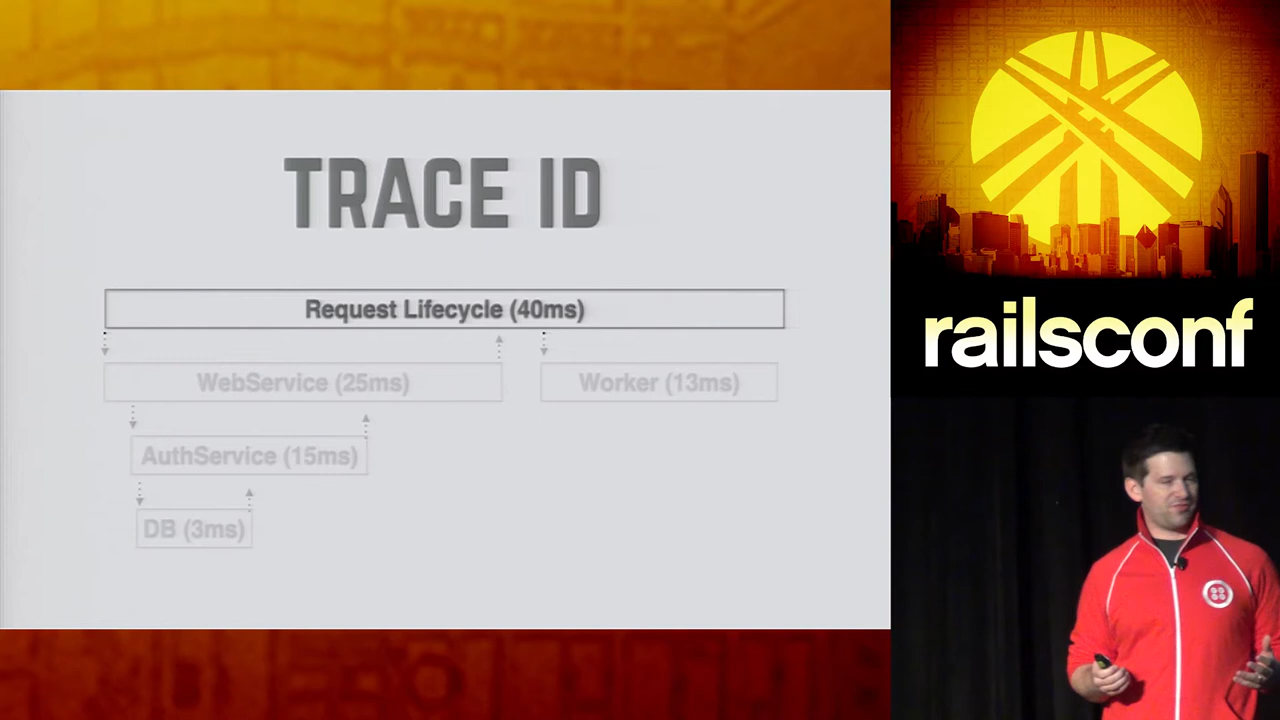 TRACE ID
Request Lifecycle (40ms)
WebService (25ms)
Worker (13ms)
AuthService (15ms)
DB (3ms)
railsconf